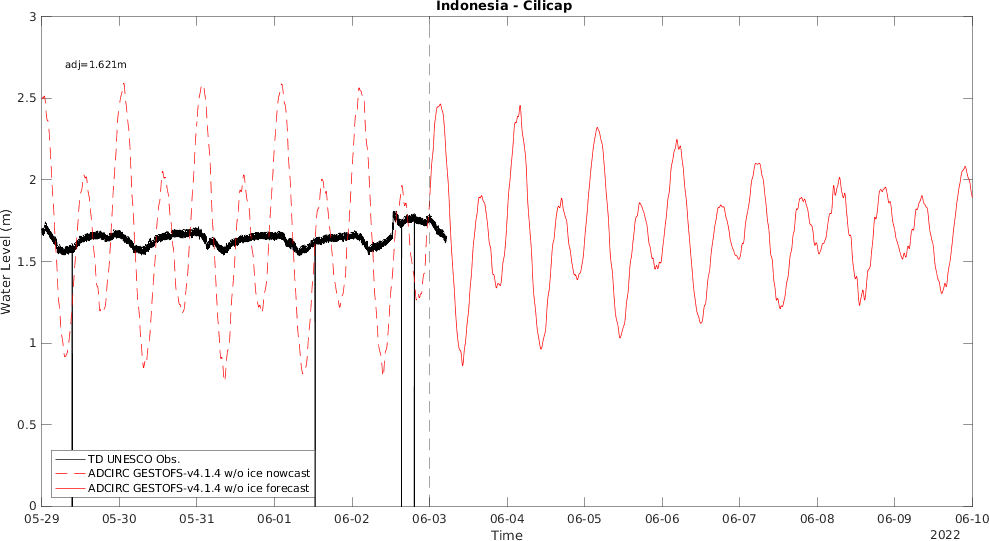 Indonesia - Cilicap
adj=1.621m
Water Level (m)
3
2.5
2
1.5
1
0.5
0
TD UNESCO Obs.
ADCIRC GESTOFS-v4.1.4 w/o ice nowcast
ADCIRC GESTOFS-v4.1.4 w/o ice forecast
05-29 05-30 05-31 06-01 06-02 06-03 06-04 06-05 06-06 06-07 06-08 06-09 06-10
Time
2022